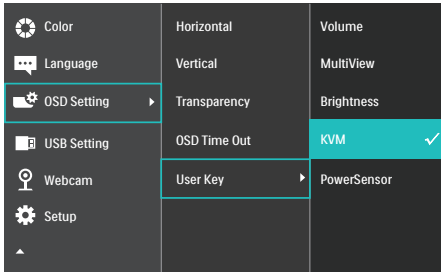 Color
Language
OSD Setting
USB Setting
Webcam
Setup
Horizontal
Vertical
Transparency
OSD Time Out
User Key
Volume
MultiView
Brightness
KVM
PowerSensor